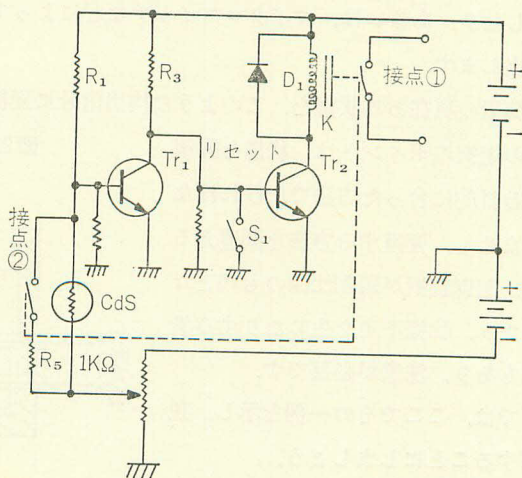 R₁
R₃
D₁
接点①
K
+
−
リセット
Tr₁
Tr₂
接点②
S₁
CdS
+
−
R₅
1KΩ